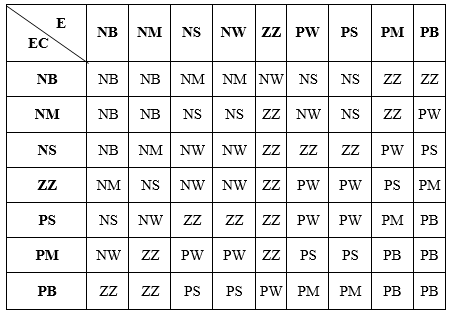 E
EC NB NM NS NW ZZ PW PS PM PB
NB NB NB NM NM NW NS NS ZZ ZZ
NM NB NB NS NS ZZ NW NS ZZ PW
NS NB NM NW NW ZZ ZZ ZZ PW PS
ZZ NM NS NW NW ZZ PW PW PS PM
PS NS NW ZZ ZZ ZZ PW PW PM PB
PM NW ZZ PW PW ZZ PS PS PB PB
PB ZZ ZZ PS PS PW PM PM PB PB